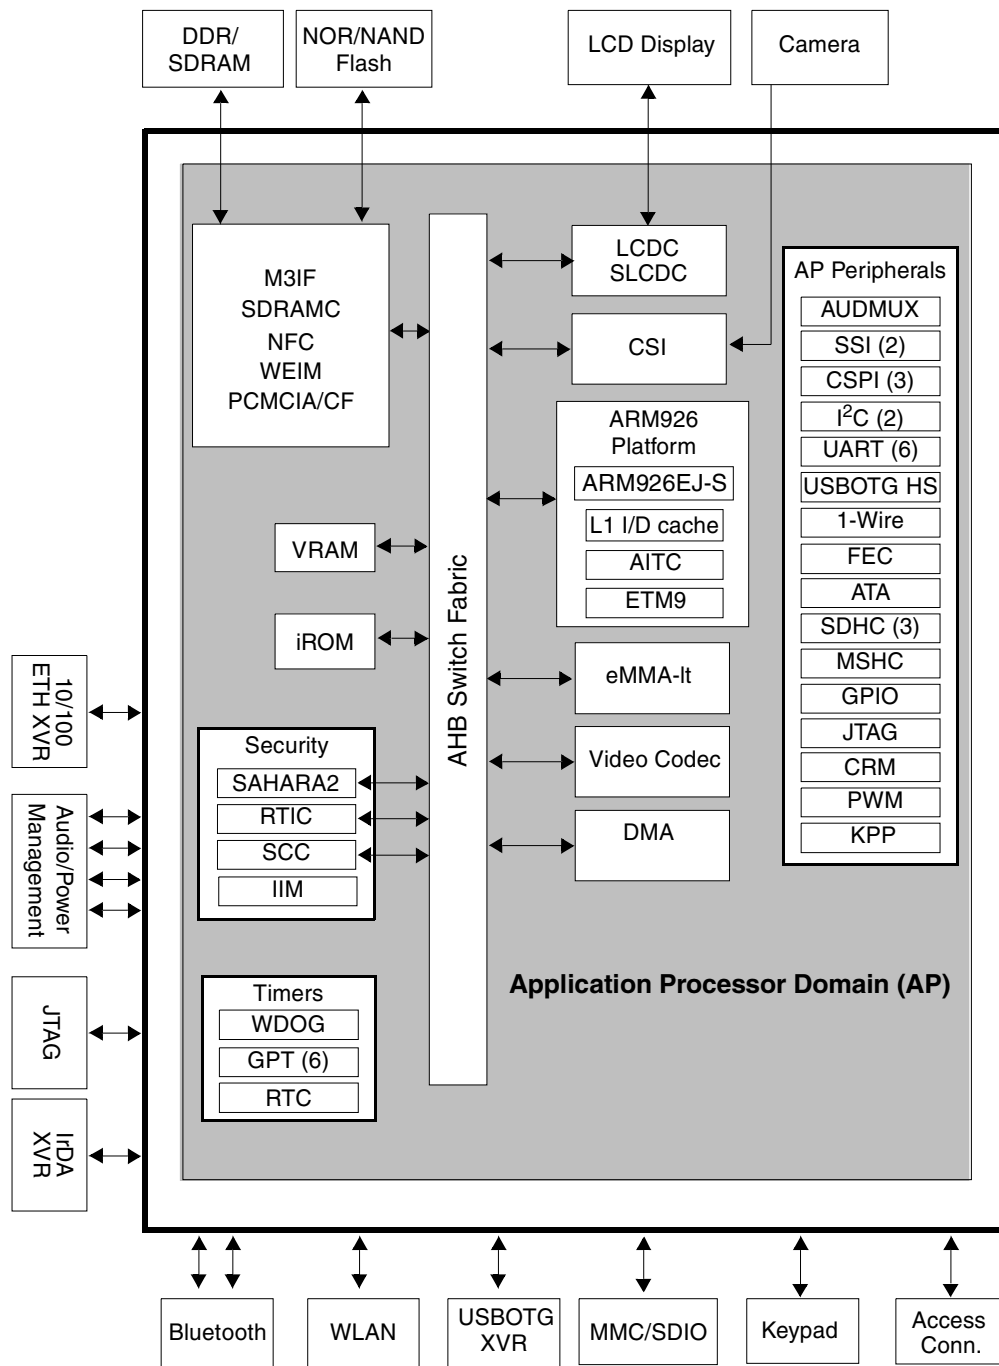 DDR/
SDRAM
NOR/NAND
Flash
LCD Display
Camera
M3IF
SDRAMC
NFC
WEIM
PCMCIA/CF
LCDC
SLCDC
CSI
AP Peripherals
AUDMUX
SSI (2)
CSPI (3)
I²C (2)
UART (6)
USBOTG HS
1-Wire
FEC
ATA
SDHC (3)
MSHC
GPIO
JTAG
CRM
PWM
KPP
ARM926
Platform
ARM926EJ-S
L1 I/D cache
AITC
ETM9
VRAM
iROM
AHB Switch Fabric
eMMA-lt
Video Codec
DMA
Security
SAHARA2
RTIC
SCC
IIM
Timers
WDOG
GPT (6)
RTC
Application Processor Domain (AP)
10/100
ETH XVR
Audio/Power
Management
JTAG
IrDA
XVR
Bluetooth
WLAN
USBOTG
XVR
MMC/SDIO
Keypad
Access
Conn.